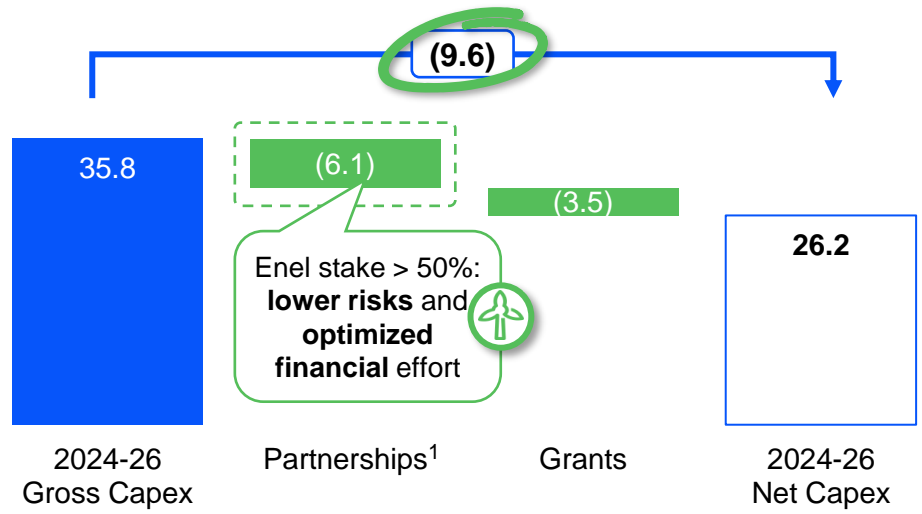 (9.6)
35.8
(6.1)
(3.5)
26.2
Enel stake > 50%:
lower risks and
optimized
financial effort
2024-26
Gross Capex
Partnerships¹
Grants
2024-26
Net Capex